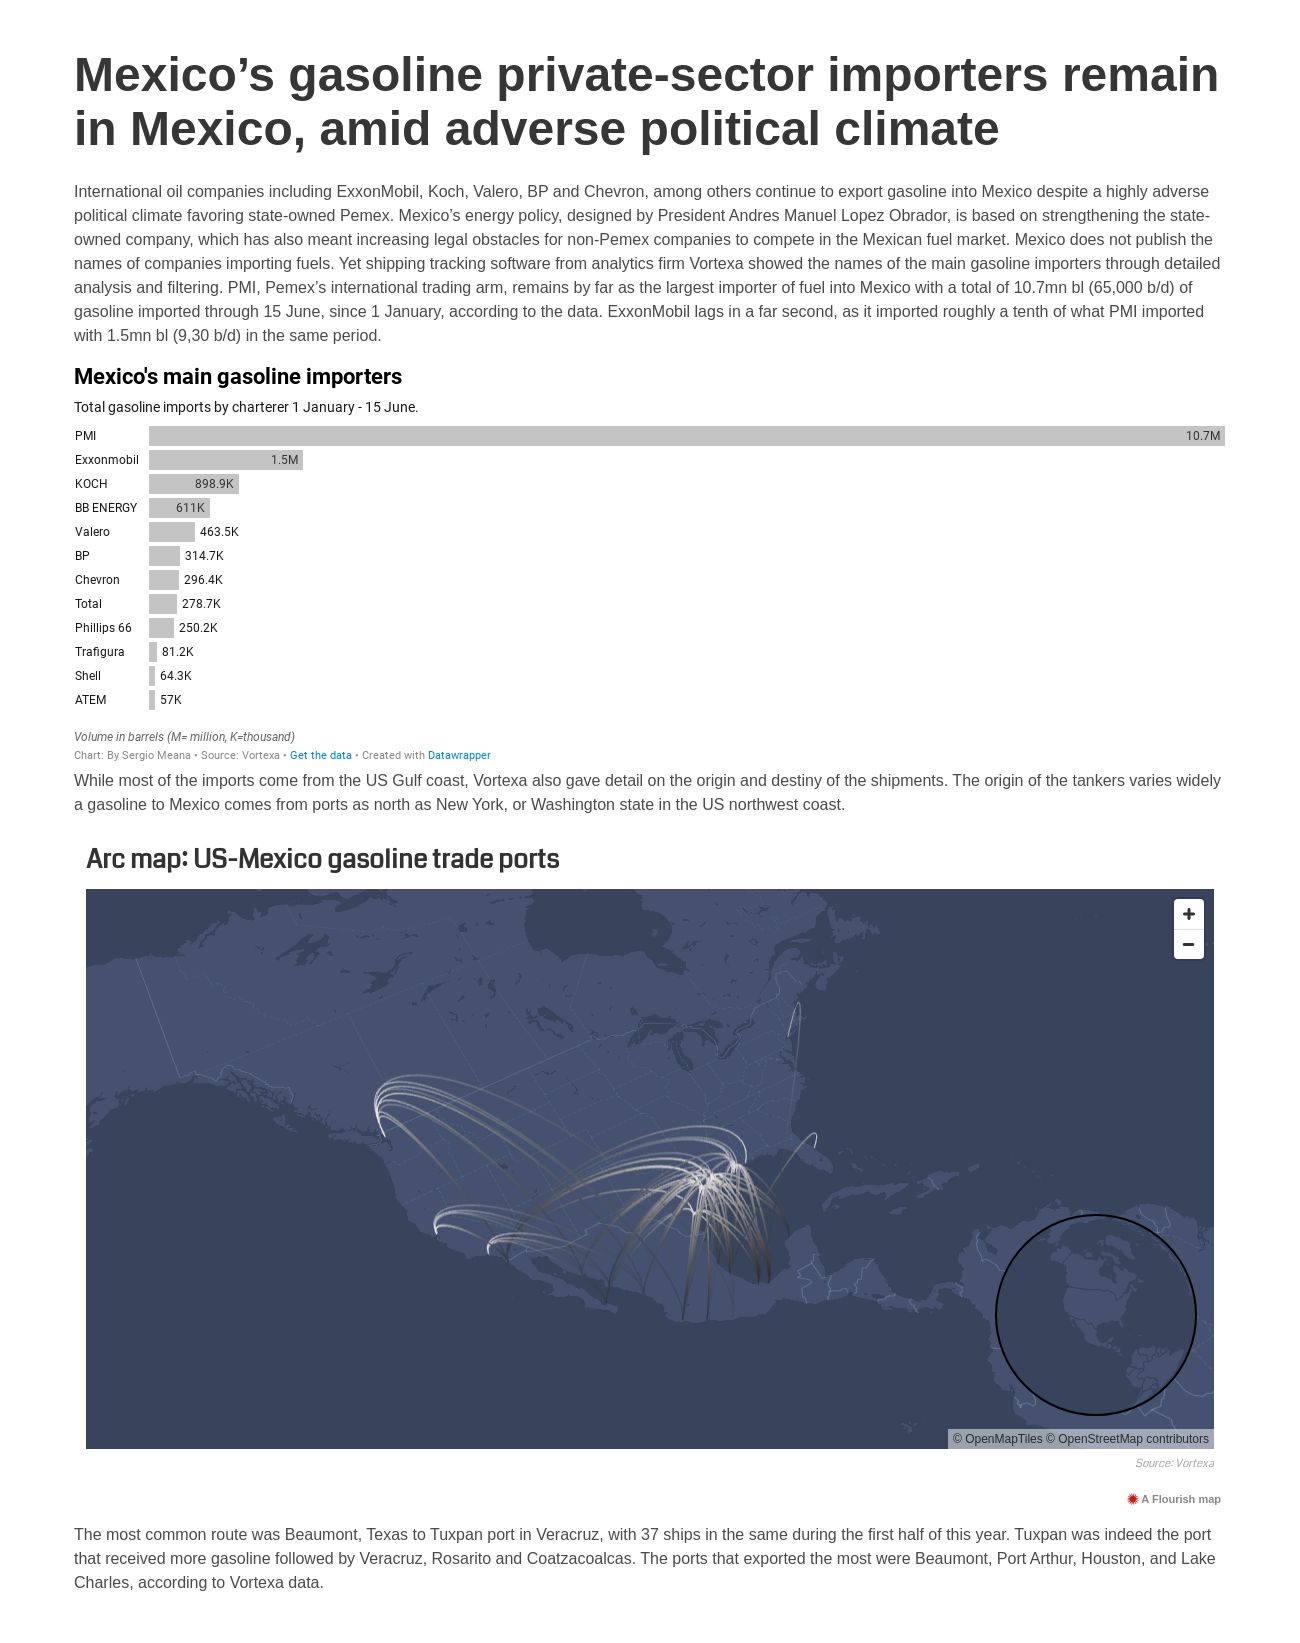 Mexico’s gasoline private-sector importers remain
in Mexico, amid adverse political climate
International oil companies including ExxonMobil, Koch, Valero, BP and Chevron, among others continue to export gasoline into Mexico despite a highly adverse
political climate favoring state-owned Pemex. Mexico’s energy policy, designed by President Andres Manuel Lopez Obrador, is based on strengthening the state-
owned company, which has also meant increasing legal obstacles for non-Pemex companies to compete in the Mexican fuel market. Mexico does not publish the
names of companies importing fuels. Yet shipping tracking software from analytics firm Vortexa showed the names of the main gasoline importers through detailed
analysis and filtering. PMI, Pemex’s international trading arm, remains by far as the largest importer of fuel into Mexico with a total of 10.7mn bl (65,000 b/d) of
gasoline imported through 15 June, since 1 January, according to the data. ExxonMobil lags in a far second, as it imported roughly a tenth of what PMI imported
with 1.5mn bl (9,30 b/d) in the same period.
Mexico's main gasoline importers
Total gasoline imports by charterer 1 January - 15 June.
PMI 10.7M
Exxonmobil 1.5M
KOCH 898.9K
BB ENERGY 611K
Valero 463.5K
BP 314.7K
Chevron 296.4K
Total 278.7K
Phillips 66 250.2K
Trafigura 81.2K
Shell 64.3K
ATEM 57K
Volume in barrels (M= million, K=thousand)
Chart: By Sergio Meana • Source: Vortexa • Get the data • Created with Datawrapper
While most of the imports come from the US Gulf coast, Vortexa also gave detail on the origin and destiny of the shipments. The origin of the tankers varies widely
a gasoline to Mexico comes from ports as north as New York, or Washington state in the US northwest coast.
Arc map: US-Mexico gasoline trade ports
© OpenMapTiles © OpenStreetMap contributors
Source: Vortexa
A Flourish map
The most common route was Beaumont, Texas to Tuxpan port in Veracruz, with 37 ships in the same during the first half of this year. Tuxpan was indeed the port
that received more gasoline followed by Veracruz, Rosarito and Coatzacoalcas. The ports that exported the most were Beaumont, Port Arthur, Houston, and Lake
Charles, according to Vortexa data.